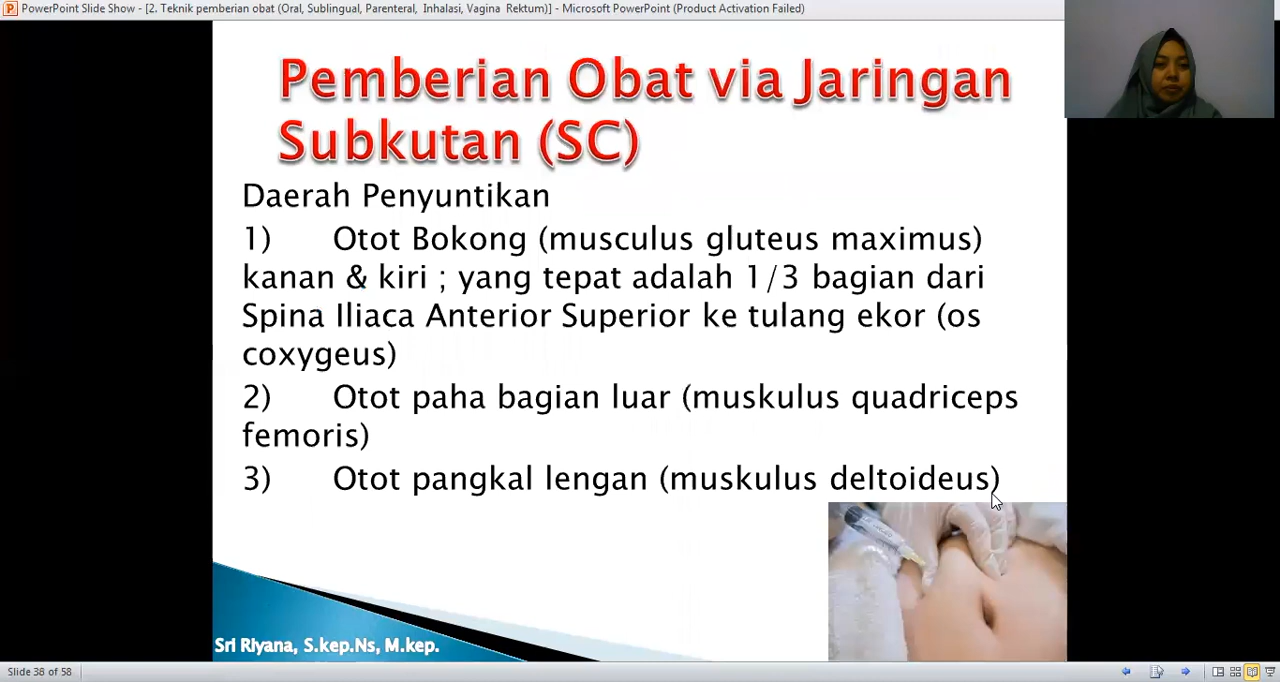 PowerPoint Slide Show - [2. Teknik pemberian obat (Oral, Sublingual, Parenteral, Inhalasi, Vagina Rektum)] - Microsoft PowerPoint (Product Activation Failed)
Pemberian Obat via Jaringan
Subkutan (SC)
Daerah Penyuntikan
1) Otot Bokong (musculus gluteus maximus)
kanan & kiri ; yang tepat adalah 1/3 bagian dari
Spina Iliaca Anterior Superior ke tulang ekor (os
coxygeus)
2) Otot paha bagian luar (muskulus quadriceps
femoris)
3) Otot pangkal lengan (muskulus deltoideus)
Sri Riyana, S.kep.Ns, M.kep.
Slide 38 of 58